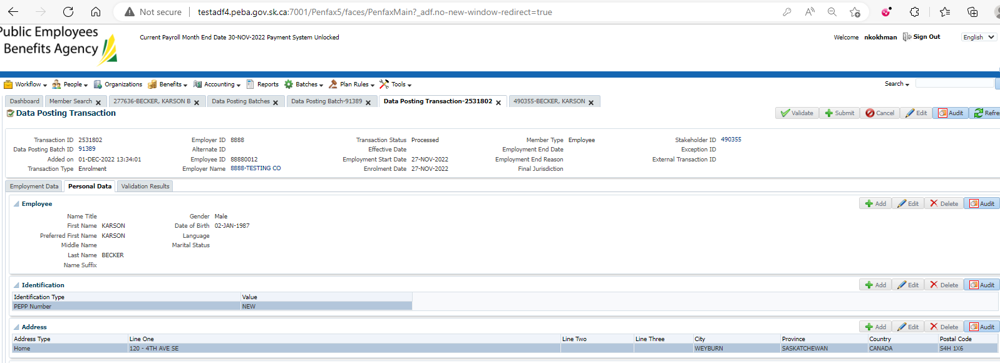 Not secure | testadf4.peba.gov.sk.ca:7001/Penfax5/faces/PenfaxMain?_adf.no-new-window-redirect=true
Public Employees
Benefits Agency
Current Payroll Month End Date 30-NOV-2022 Payment System Unlocked
Welcome nkokhman Sign Out English
Workflow People Organizations Benefits Accounting Reports Batches Plan Rules Tools Search
Dashboard Member Search 277636-BECKER, KARSON B Data Posting Batches Data Posting Batch-91389 Data Posting Transaction-2531802 490355-BECKER, KARSON
Data Posting Transaction Validate Submit Cancel Edit Audit Refre
Transaction ID 2531802 Employer ID 8888 Transaction Status Processed Member Type Employee Stakeholder ID 490355
Data Posting Batch ID 91389 Alternate ID Effective Date Employment End Date Exception ID
Added on 01-DEC-2022 13:34:01 Employee ID 88880012 Employment Start Date 27-NOV-2022 Employment End Reason External Transaction ID
Transaction Type Enrolment Employer Name 8888-TESTING CO Enrolment Date 27-NOV-2022 Final Jurisdiction
Employment Data Personal Data Validation Results
Employee Add Edit Delete Audit
Name Title Gender Male
First Name KARSON Date of Birth 02-JAN-1987
Preferred First Name KARSON Language
Middle Name Marital Status
Last Name BECKER
Name Suffix
Identification Add Edit Delete Audit
Identification Type Value
PEPP Number NEW
Address Add Edit Delete Audit
Address Type Line One Line Two Line Three City Province Country Postal Code
Home 120 - 4TH AVE SE WEYBURN SASKATCHEWAN CANADA S4H 1X6